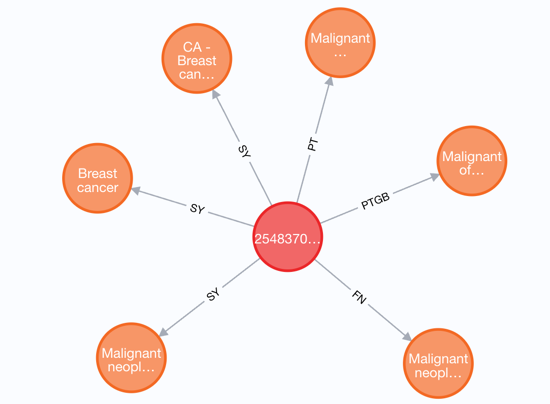 CA -
Breast
can...
Malignant
...
SY
PT
Malignant
of...
Breast
cancer
SY
PTGB
2548370...
SY
FN
Malignant
neopl...
Malignant
neopl...